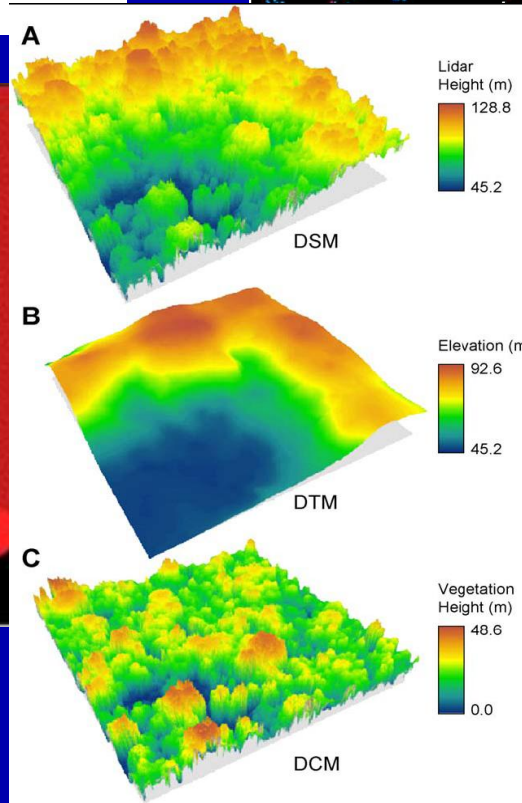 A
Lidar
Height (m)
128.8
45.2
DSM
B
Elevation (m
92.6
45.2
DTM
C
Vegetation
Height (m)
48.6
0.0
DCM